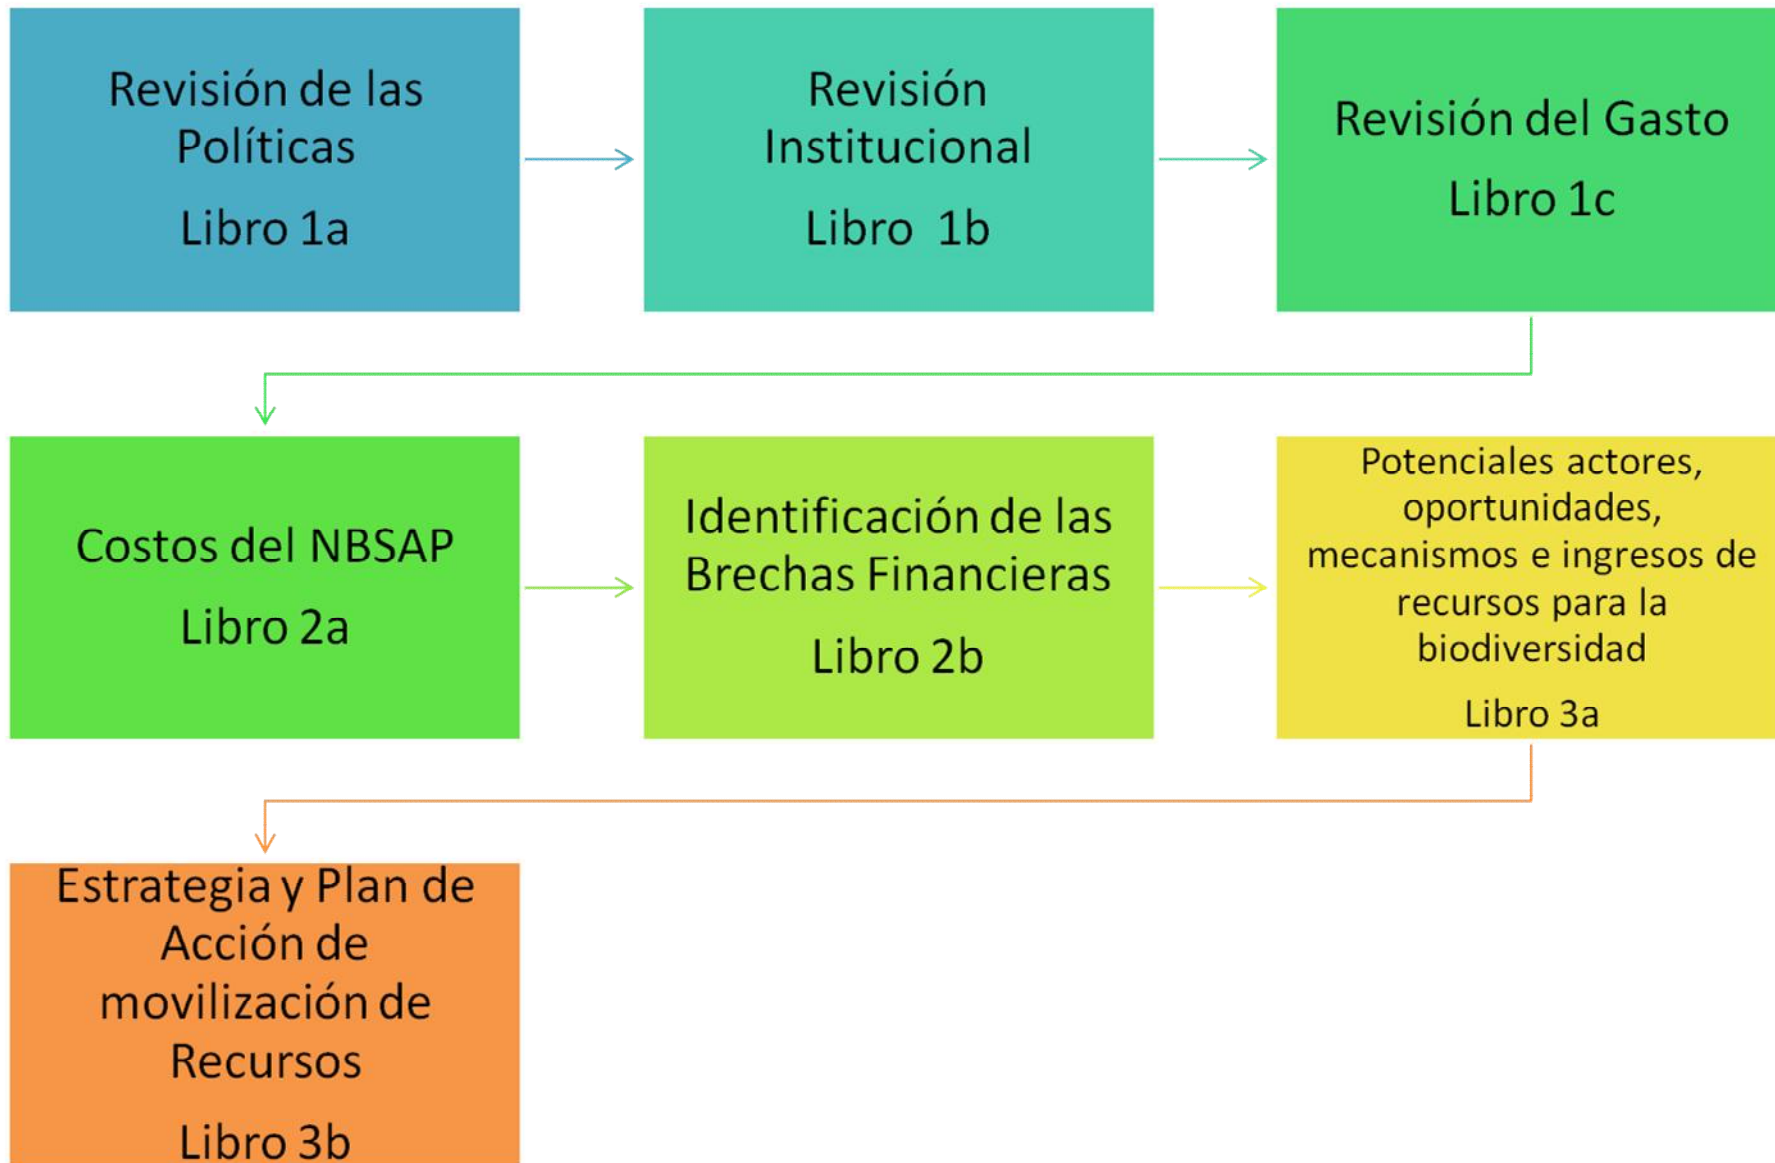 Revisión de las
Políticas
Libro 1a
Revisión
Institucional
Libro 1b
Revisión del Gasto
Libro 1c
Costos del NBSAP
Libro 2a
Identificación de las
Brechas Financieras
Libro 2b
Potenciales actores,
oportunidades,
mecanismos e ingresos de
recursos para la
biodiversidad
Libro 3a
Estrategia y Plan de
Acción de
movilización de
Recursos
Libro 3b